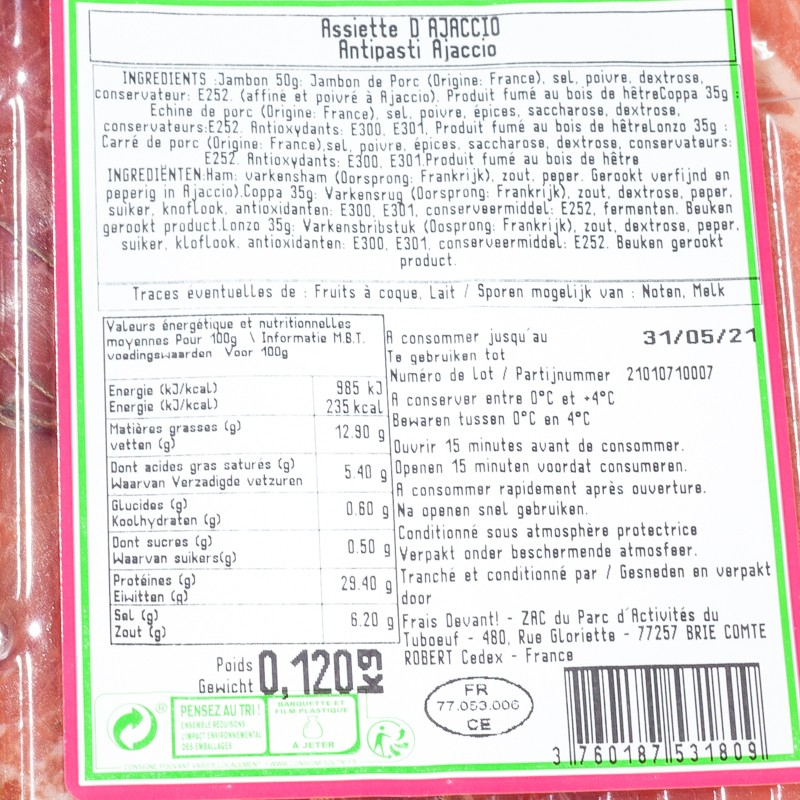 Assiette D'AJACCIO
Antipasti Ajaccio
INGREDIENTS :Jambon 50g: Jambon de Porc (Origine: France), sel, poivre, dextrose,
conservateur: E252. (affiné et poivré à Ajaccio). Produit fumé au bois de hêtreCoppa 35g :
Echine de porc (Origine: France), sel, poivre, épices, saccharose, dextrose,
conservateurs:E252. Antioxydants: E300, E301. Produit fumé au bois de hêtreLonzo 35g :
Carré de porc (Origine: France),sel, poivre, épices, saccharose, dextrose, conservateurs:
E252. Antioxydants: E300, E301.Produit fumé au bois de hêtre
INGREDIËNTEN:Ham: varkensham (Oorsprong: Frankrijk), zout, peper. Gerookt verfijnd en
peperig in Ajaccio).Coppa 35g: Varkensrug (Oorsprong: Frankrijk), zout, dextrose, peper,
suiker, knoflook, antioxidanten: E300, E301, conserveermiddel: E252, fermenten. Beuken
gerookt product.Lonzo 35g: Varkensbribstuk (Oosprong: Frankrijk), zout, dextrose, peper,
suiker, kloflook, antioxidanten: E300, E301, conserveermiddel: E252. Beuken gerookt
product.
Traces éventuelles de : Fruits à coque, Lait / Sporen mogelijk van : Noten, Melk
Valeurs énergétique et nutritionnelles
moyennes Pour 100g \ Informatie M.B.T.
voedingswaarden Voor 100g
Energie (kJ/kcal) 985 kJ
Energie (kJ/kcal) 235 kcal
Matières grasses (g)
vetten (g) 12.90 g
Dont acides gras saturés (g)
Waarvan Verzadigde vetzuren 5.40 g
Glucides (g)
Koolhydraten (g) 0.60 g
Dont sucres (g)
Waarvan suikers(g) 0.50 g
Protéines (g)
Eiwitten (g) 29.40 g
Sel (g)
Zout (g) 6.20 g
A consommer jusqu'au 31/05/21
Te gebruiken tot
Numéro de Lot / Partijnummer 21010710007
A conserver entre 0°C et +4°C
Bewaren tussen 0°C en 4°C
Ouvrir 15 minutes avant de consommer.
Openen 15 minuten voordat consumeren.
A consommer rapidement après ouverture.
Na openen snel gebruiken.
Conditionné sous atmosphère protectrice
Verpakt onder beschermende atmosfeer.
Tranché et conditionné par / Gesneden en verpakt
door
Frais Devant! - ZAC du Parc d'Activités du
Tuboeuf - 480, Rue Gloriette - 77257 BRIE COMTE
ROBERT Cedex - France
Poids
Gewicht 0,120kg
PENSEZ AU TRI !
ENSEMBLE RÉDUISONS
L'IMPACT ENVIRONNEMENTAL
DES EMBALLAGES
BARQUETTE ET
FILM PLASTIQUE
À JETER
FR
77.053.006
CE
3 760187 531809